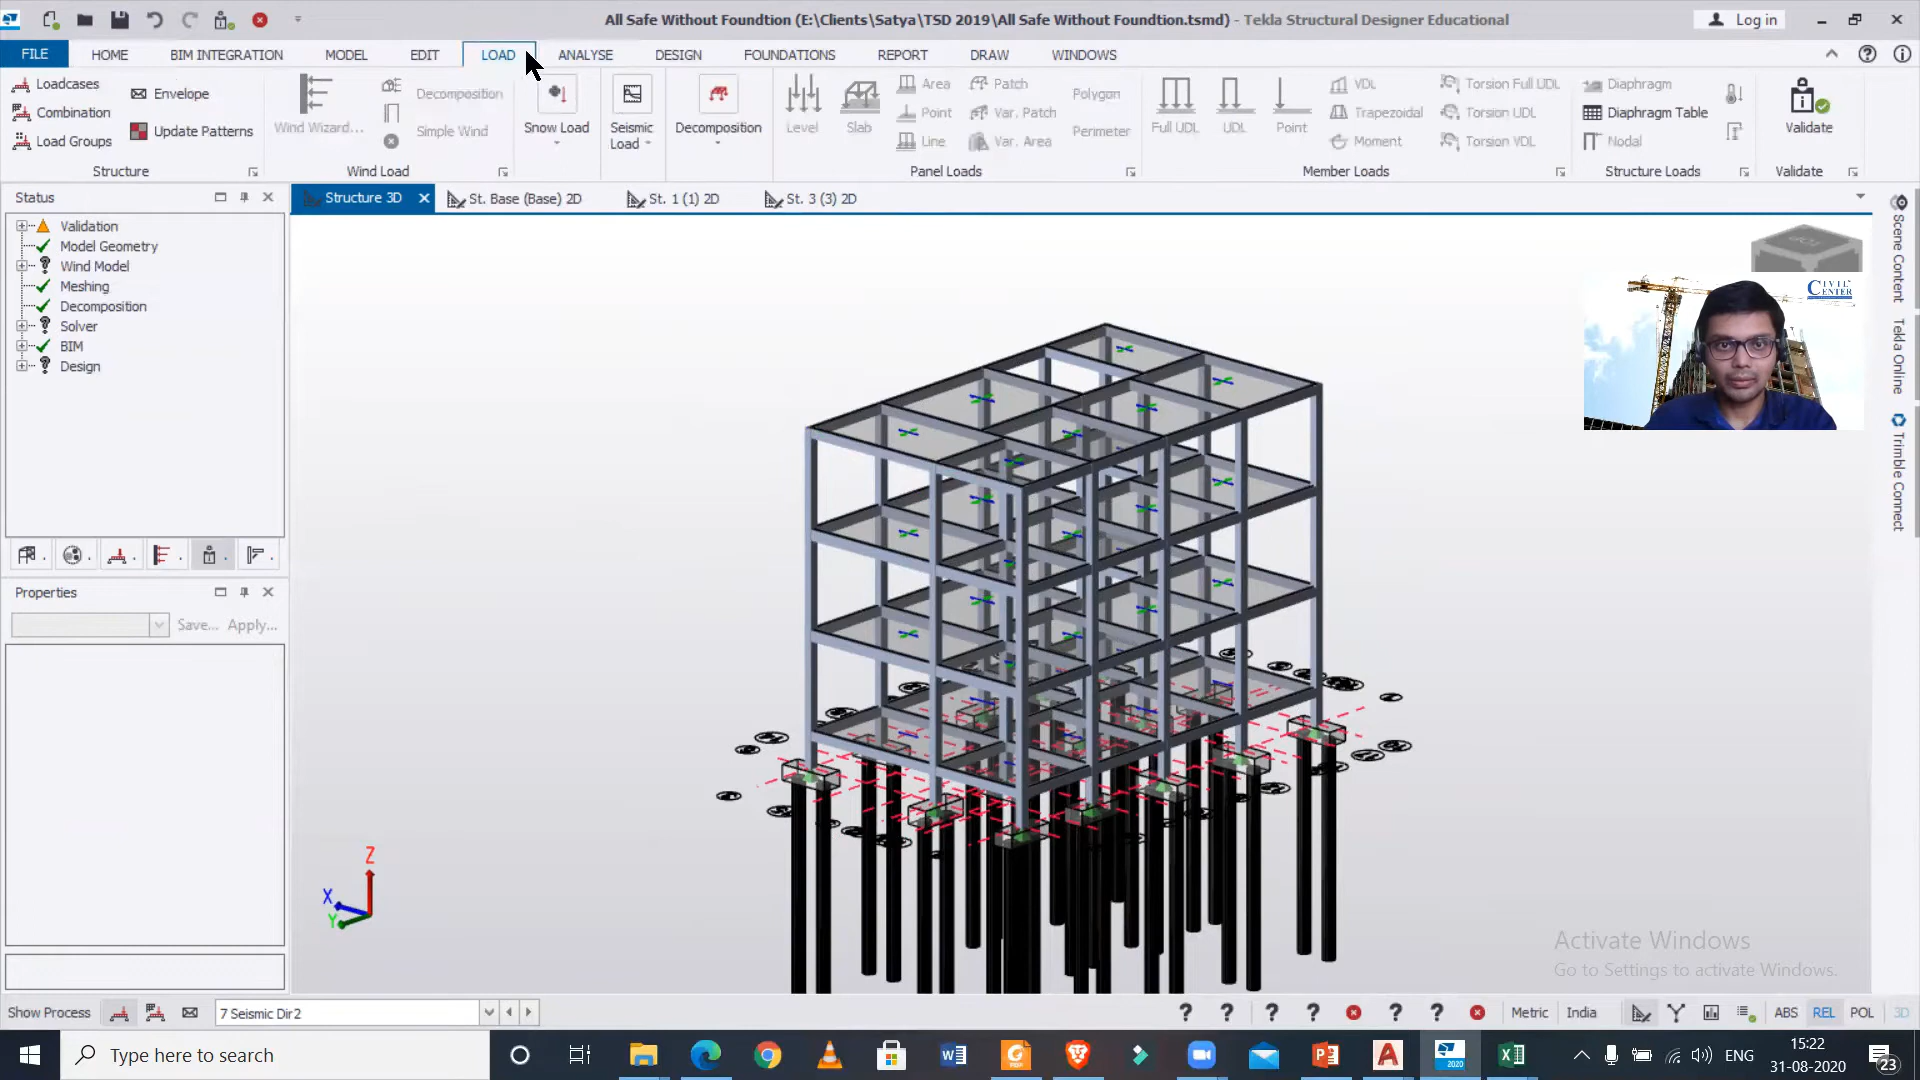 All Safe Without Foundtion (E:\Clients\Satya\TSD 2019\All Safe Without Foundtion.tsmd) - Tekla Structural Designer Educational
Log in
FILE HOME BIM INTEGRATION MODEL EDIT LOAD ANALYSE DESIGN FOUNDATIONS REPORT DRAW WINDOWS
Loadcases
Combination
Load Groups
Envelope
Update Patterns
Structure
Wind Wizard...
Decomposition
Simple Wind
Wind Load
Snow Load
Seismic
Load
Decomposition
Level
Slab
Area
Point
Line
Patch
Var. Patch
Var. Area
Polygon
Perimeter
Panel Loads
Full UDL
UDL
Point
VDL
Trapezoidal
Moment
Torsion Full UDL
Torsion UDL
Torsion VDL
Member Loads
Diaphragm
Diaphragm Table
Nodal
Structure Loads
Validate
Validate
Status
Structure 3D
St. Base (Base) 2D
St. 1 (1) 2D
St. 3 (3) 2D
Validation
Model Geometry
Wind Model
Meshing
Decomposition
Solver
BIM
Design
Properties
Save... Apply...
TOP
CIVIL
CENTER
Scene Content
Tekla Online
Trimble Connect
Z
X
Y
Activate Windows
Go to Settings to activate Windows.
Show Process
7 Seismic Dir2
Metric
India
ABS REL POL 3D
Type here to search
2020
ENG
15:22
31-08-2020
23